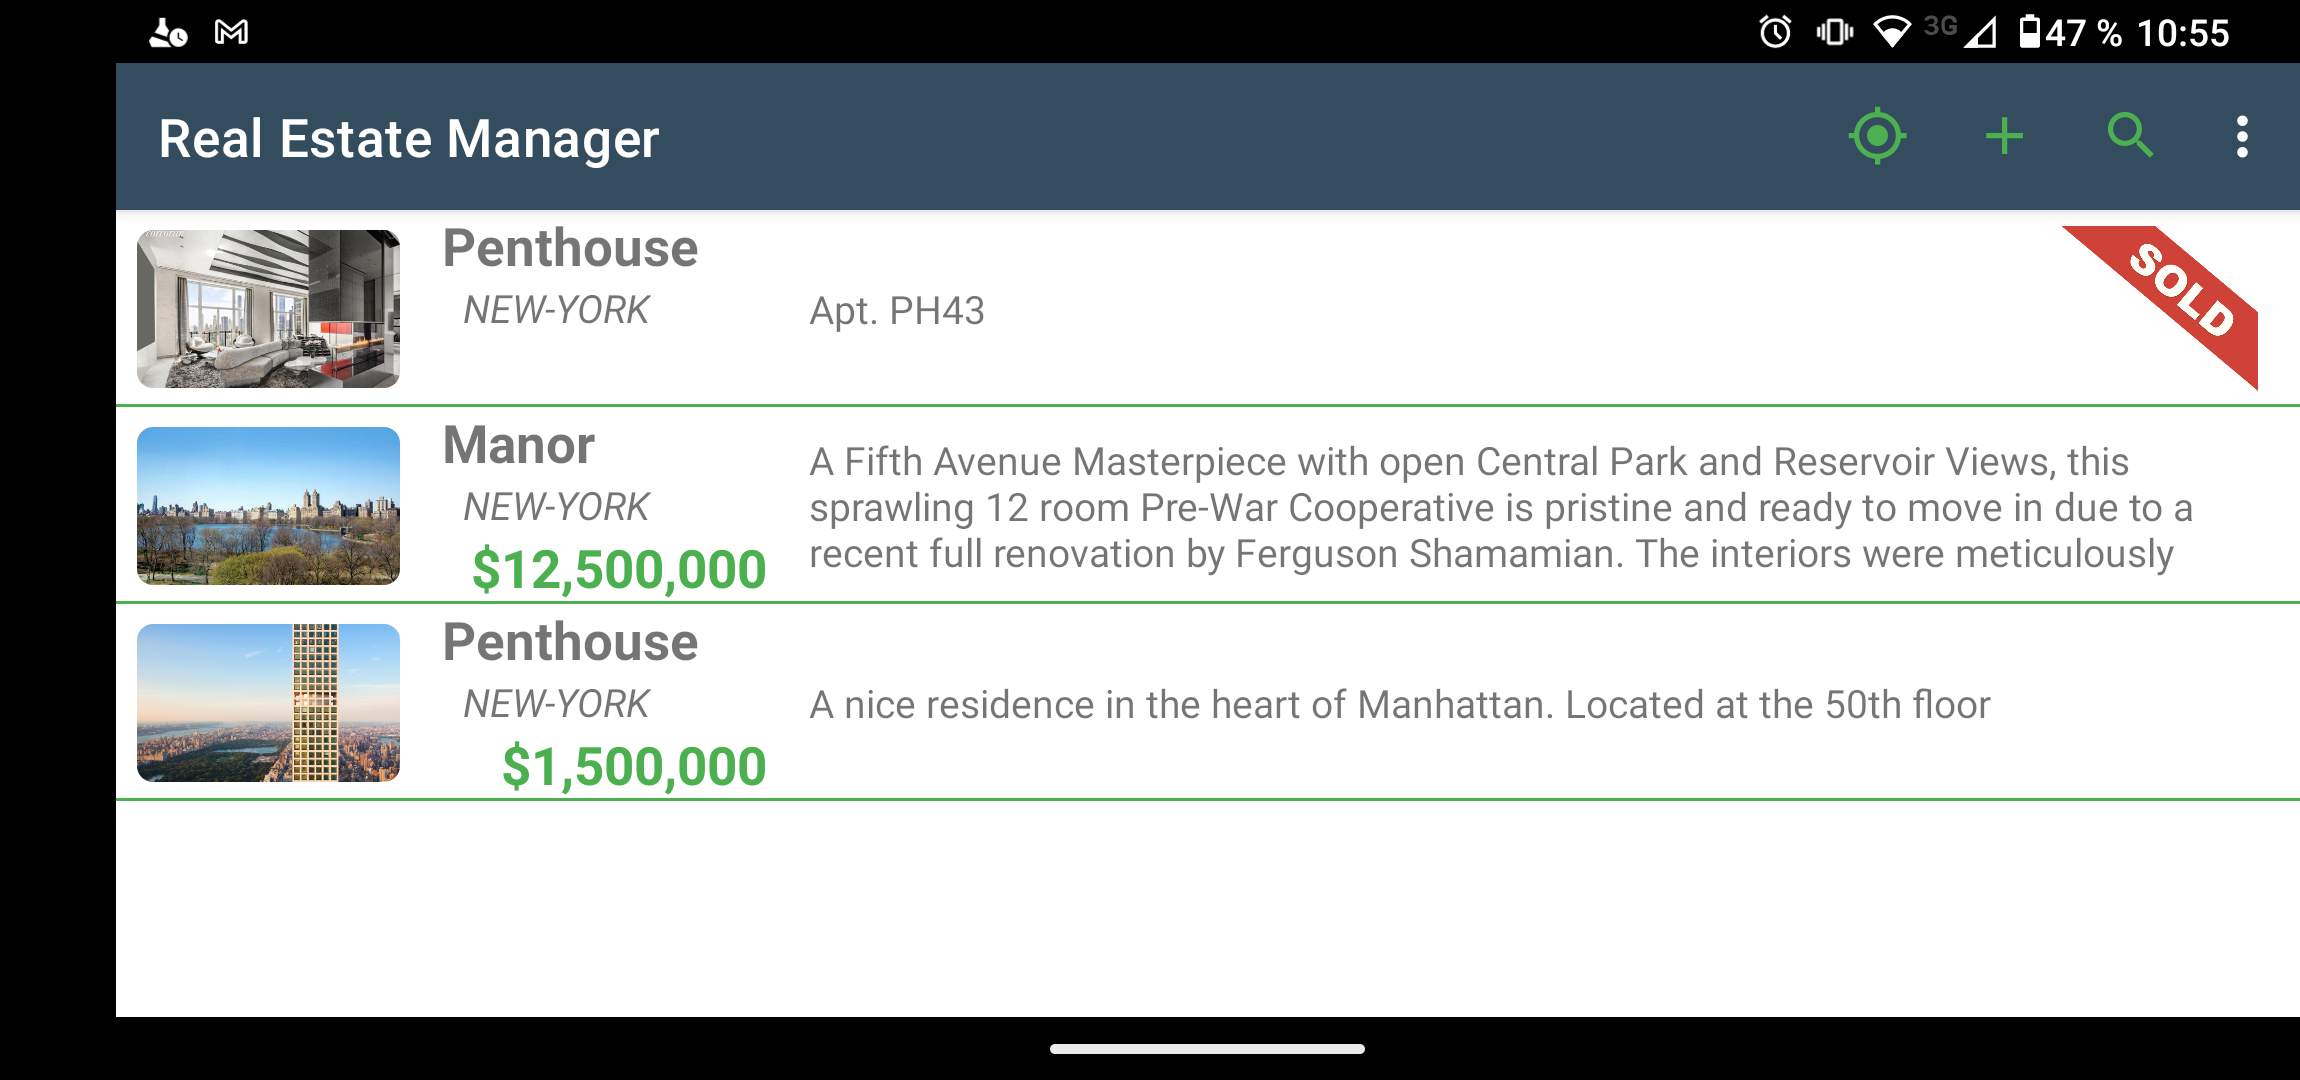 3G 47 % 10:55
Real Estate Manager
corcoran
Penthouse
NEW-YORK
Apt. PH43
SOLD
Manor
NEW-YORK
$12,500,000
A Fifth Avenue Masterpiece with open Central Park and Reservoir Views, this
sprawling 12 room Pre-War Cooperative is pristine and ready to move in due to a
recent full renovation by Ferguson Shamamian. The interiors were meticulously
Penthouse
NEW-YORK
$1,500,000
A nice residence in the heart of Manhattan. Located at the 50th floor